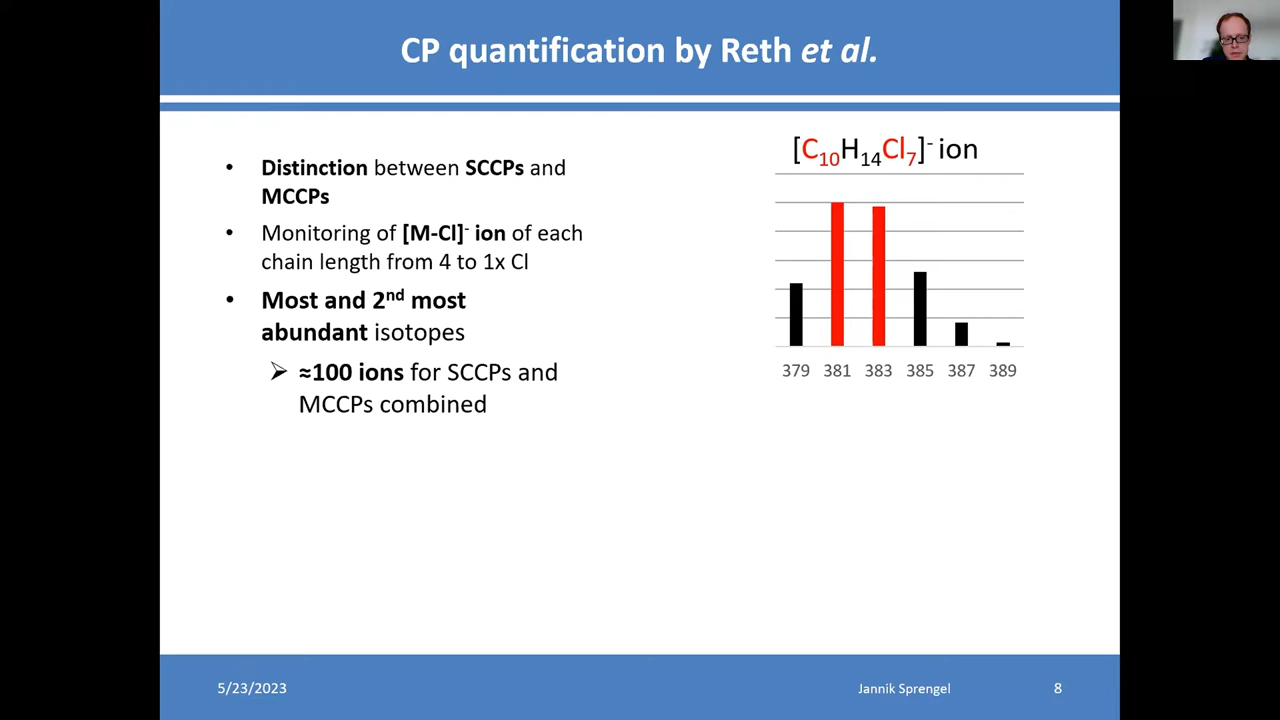 CP quantification by Reth et al.
• Distinction between SCCPs and
MCCPs
• Monitoring of [M-Cl]- ion of each
chain length from 4 to 1x Cl
• Most and 2nd most
abundant isotopes
➢ ≈100 ions for SCCPs and
MCCPs combined
[C10H14Cl7]- ion
379 381 383 385 387 389
5/23/2023
Jannik Sprengel
8